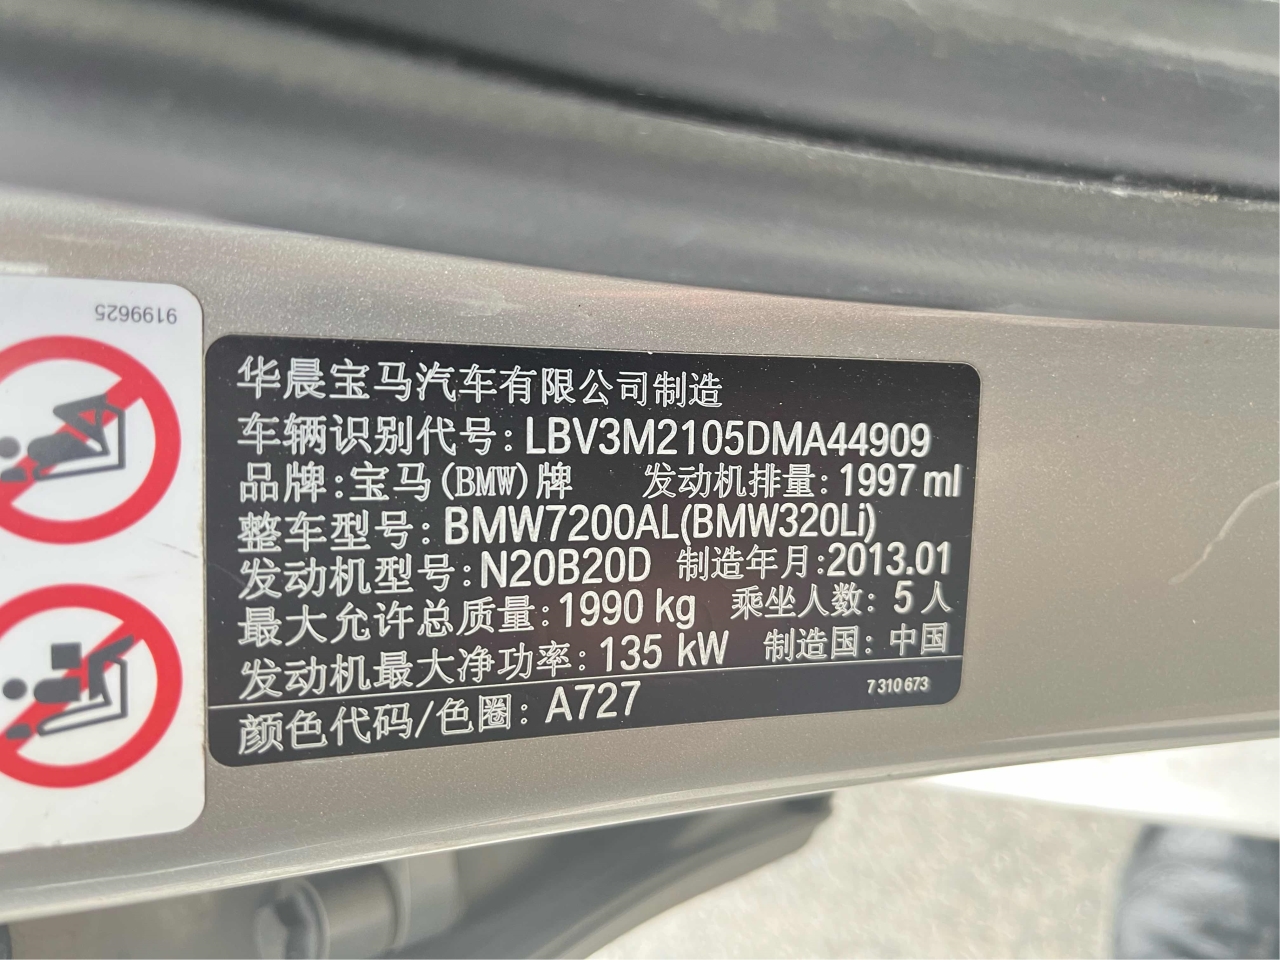 9199625
华晨宝马汽车有限公司制造
车辆识别代号: LBV3M2105DMA44909
品牌: 宝马(BMW)牌 发动机排量: 1997 ml
整车型号: BMW7200AL(BMW320Li)
发动机型号: N20B20D 制造年月: 2013.01
最大允许总质量: 1990 kg 乘坐人数: 5 人
发动机最大净功率: 135 kW 制造国: 中国
颜色代码/色圈: A727 7 310 673